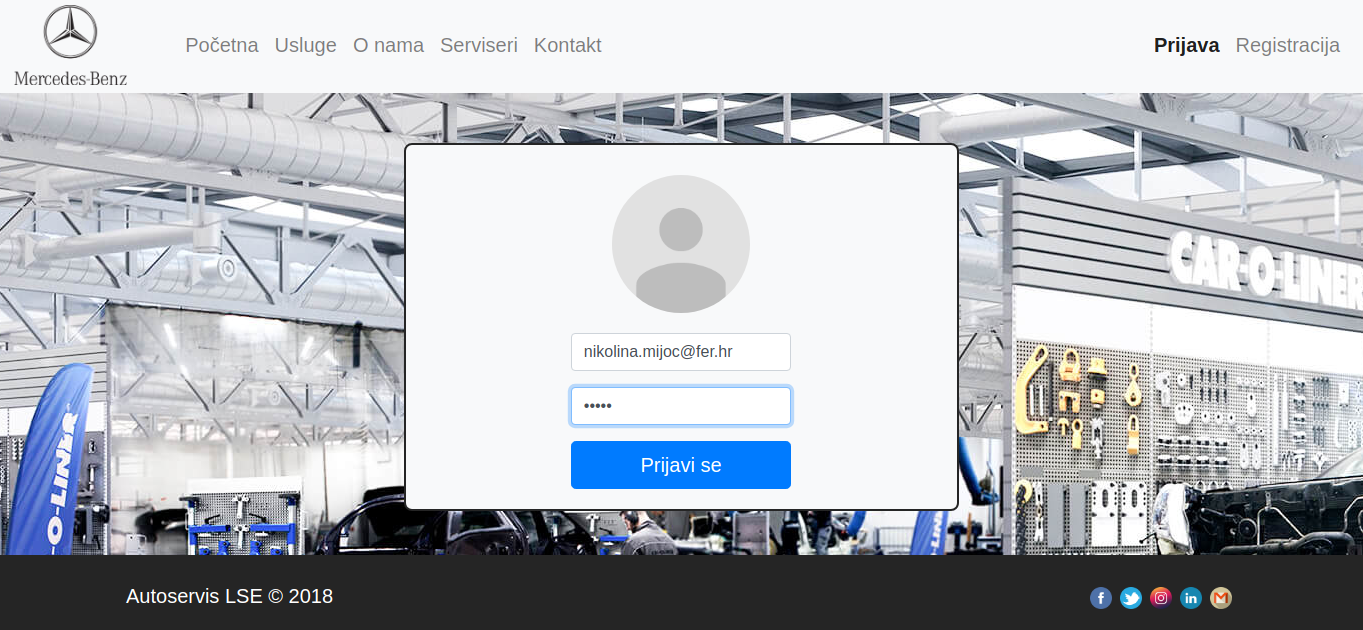 Mercedes-Benz
Početna Usluge O nama Serviseri Kontakt
Prijava Registracija
CAR-O-LINER
nikolina.mijoc@fer.hr
•••••
Prijavi se
-O-LINER
Autoservis LSE © 2018